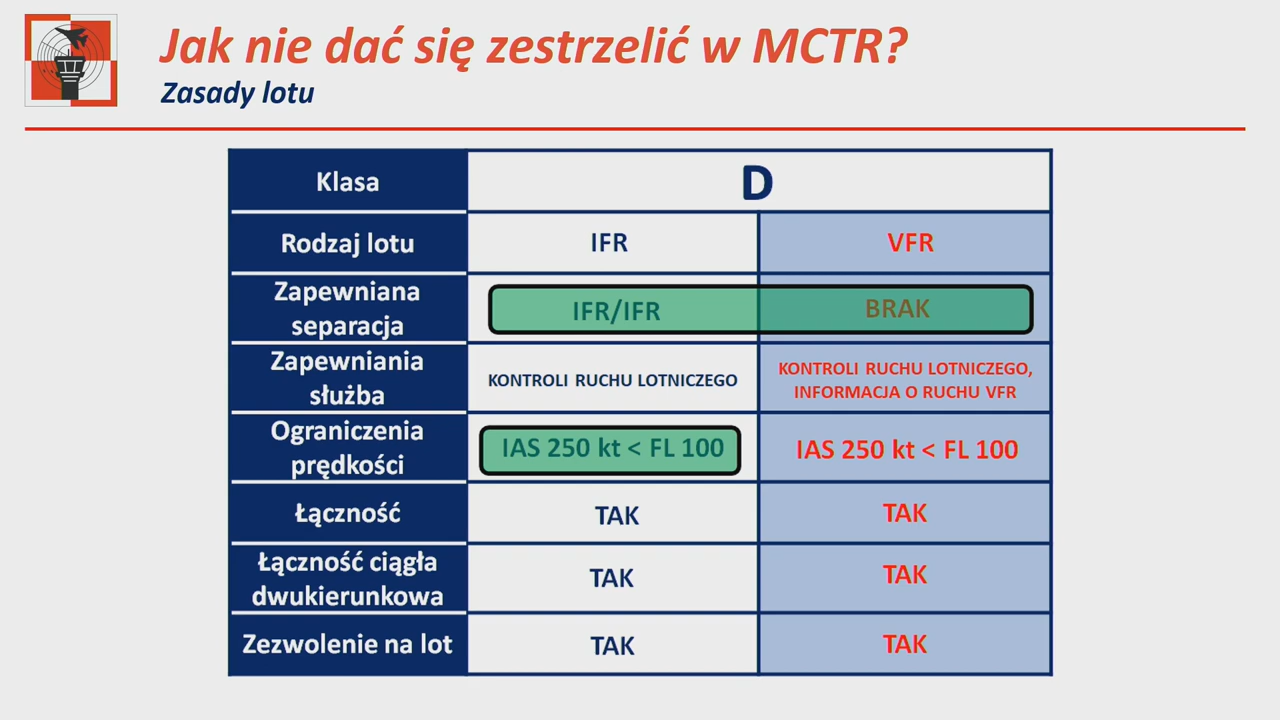 Jak nie dać się zestrzelić w MCTR?
Zasady lotu
Klasa
D
Rodzaj lotu
IFR
VFR
Zapewniana
separacja
IFR/IFR
BRAK
Zapewniania
służba
KONTROLI RUCHU LOTNICZEGO
KONTROLI RUCHU LOTNICZEGO,
INFORMACJA O RUCHU VFR
Ograniczenia
prędkości
IAS 250 kt < FL 100
IAS 250 kt < FL 100
Łączność
TAK
TAK
Łączność ciągła
dwukierunkowa
TAK
TAK
Zezwolenie na lot
TAK
TAK